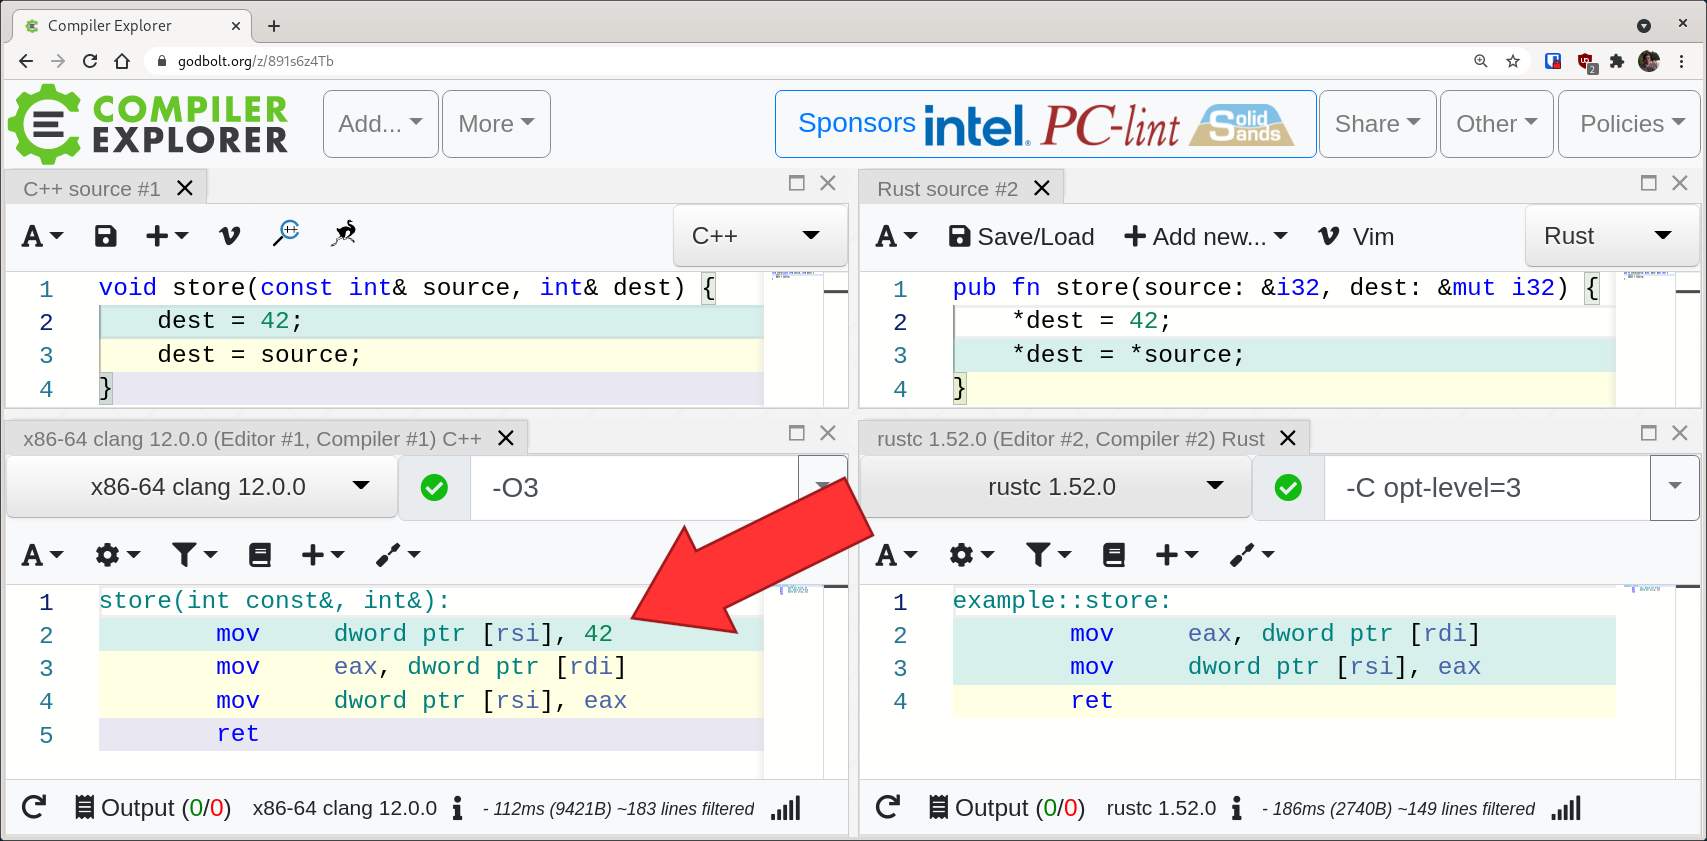 Compiler Explorer
godbolt.org/z/891s6z4Tb
2
COMPILER
EXPLORER
Add...
More
Sponsors intel. PC-lint Solid Sands
Share
Other
Policies
C++ source #1
A
C++
1 void store(const int& source, int& dest) {
2 dest = 42;
3 dest = source;
4 }
Rust source #2
A Save/Load Add new... Vim
Rust
1 pub fn store(source: &i32, dest: &mut i32) {
2 *dest = 42;
3 *dest = *source;
4 }
x86-64 clang 12.0.0 (Editor #1, Compiler #1) C++
x86-64 clang 12.0.0
-O3
A
1 store(int const&, int&):
2 mov dword ptr [rsi], 42
3 mov eax, dword ptr [rdi]
4 mov dword ptr [rsi], eax
5 ret
Output (0/0) x86-64 clang 12.0.0 - 112ms (9421B) ~183 lines filtered
rustc 1.52.0 (Editor #2, Compiler #2) Rust
rustc 1.52.0
-C opt-level=3
A
1 example::store:
2 mov eax, dword ptr [rdi]
3 mov dword ptr [rsi], eax
4 ret
Output (0/0) rustc 1.52.0 - 186ms (2740B) ~149 lines filtered